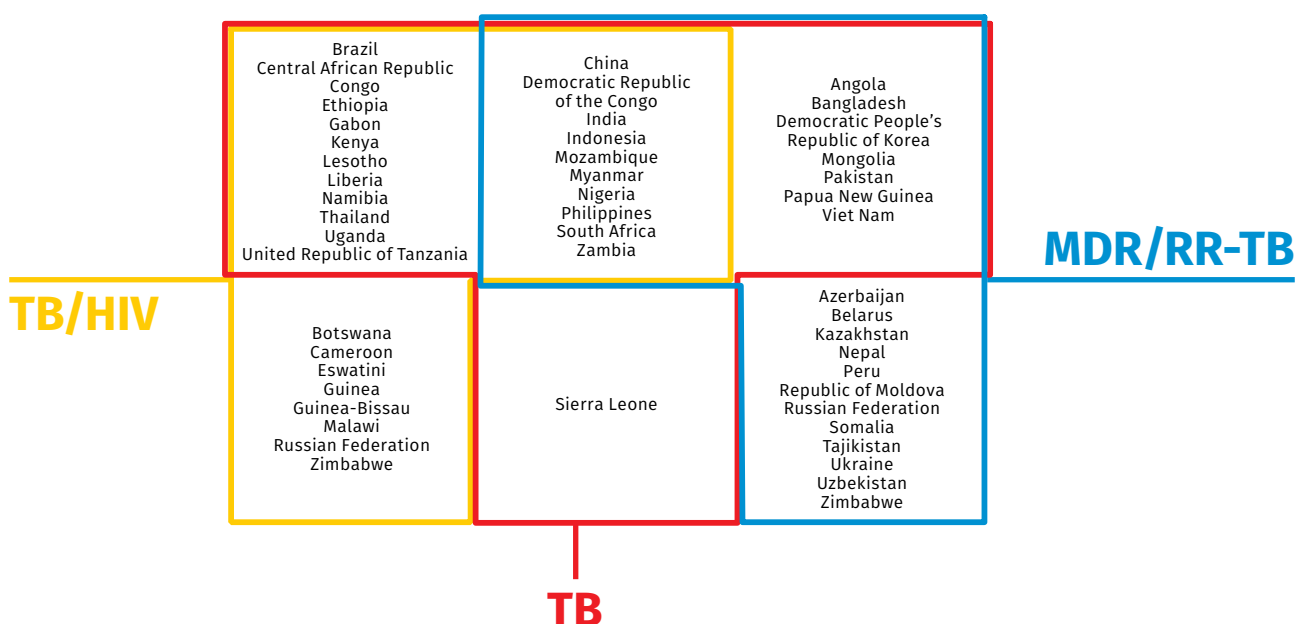 Brazil
Central African Republic
Congo
Ethiopia
Gabon
Kenya
Lesotho
Liberia
Namibia
Thailand
Uganda
United Republic of Tanzania
China
Democratic Republic
of the Congo
India
Indonesia
Mozambique
Myanmar
Nigeria
Philippines
South Africa
Zambia
Angola
Bangladesh
Democratic People’s
Republic of Korea
Mongolia
Pakistan
Papua New Guinea
Viet Nam
MDR/RR-TB
TB/HIV
Botswana
Cameroon
Eswatini
Guinea
Guinea-Bissau
Malawi
Russian Federation
Zimbabwe
Sierra Leone
Azerbaijan
Belarus
Kazakhstan
Nepal
Peru
Republic of Moldova
Russian Federation
Somalia
Tajikistan
Ukraine
Uzbekistan
Zimbabwe
TB